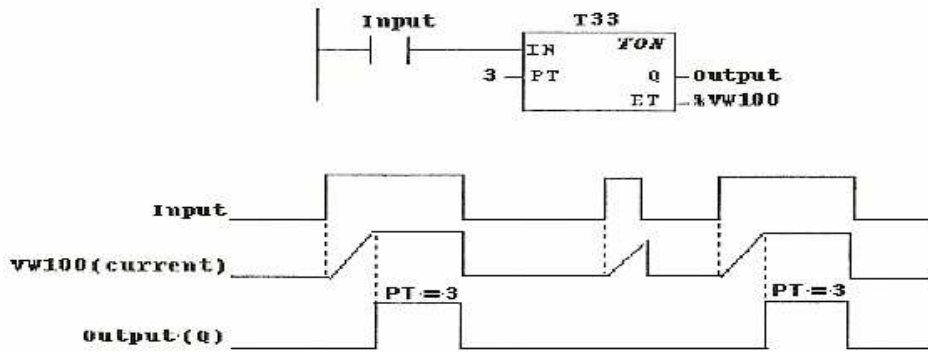 Input
T33
IN TON
3 PT Q Output
ET %VW100
Input
VW100(current)
PT = 3 PT = 3
Output (Q)